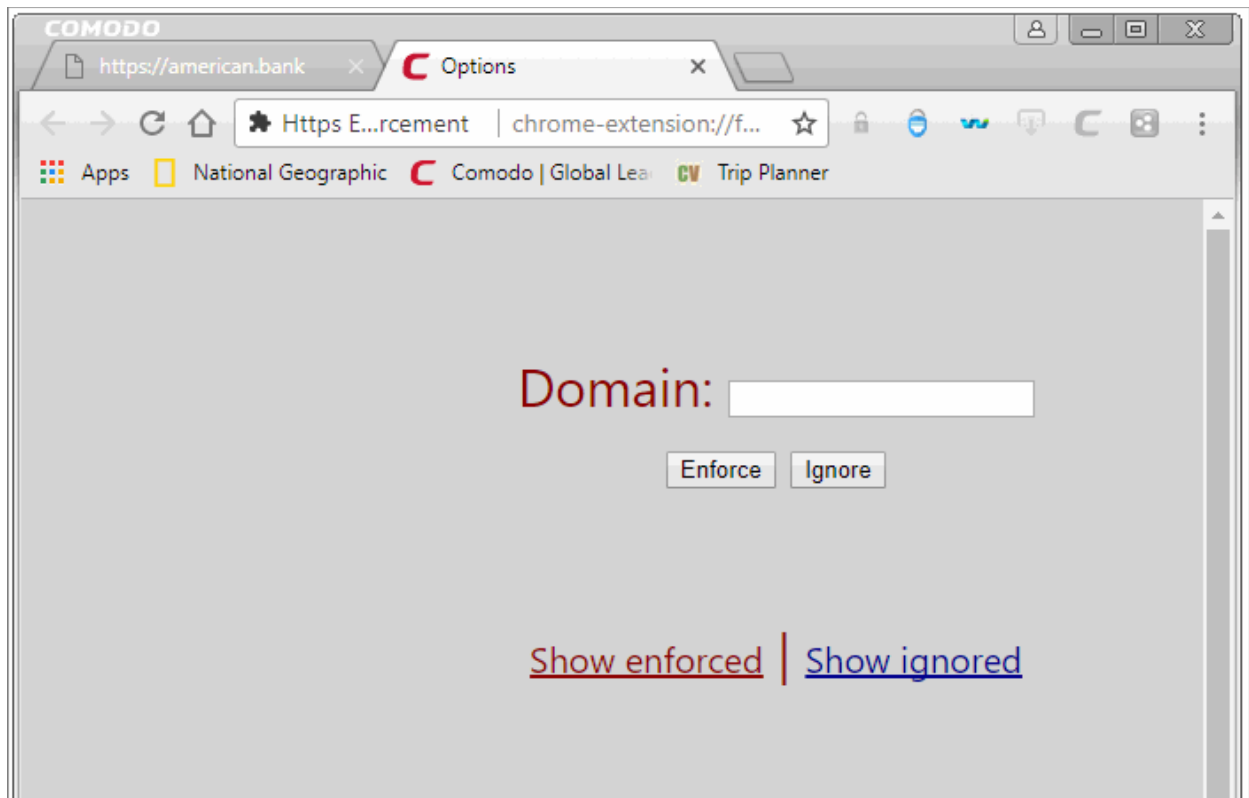 COMODO
https://american.bank
Options
Https E...rcement
chrome-extension://f...
Apps
National Geographic
Comodo | Global Lea
CV
Trip Planner
Domain:
Enforce
Ignore
Show enforced | Show ignored